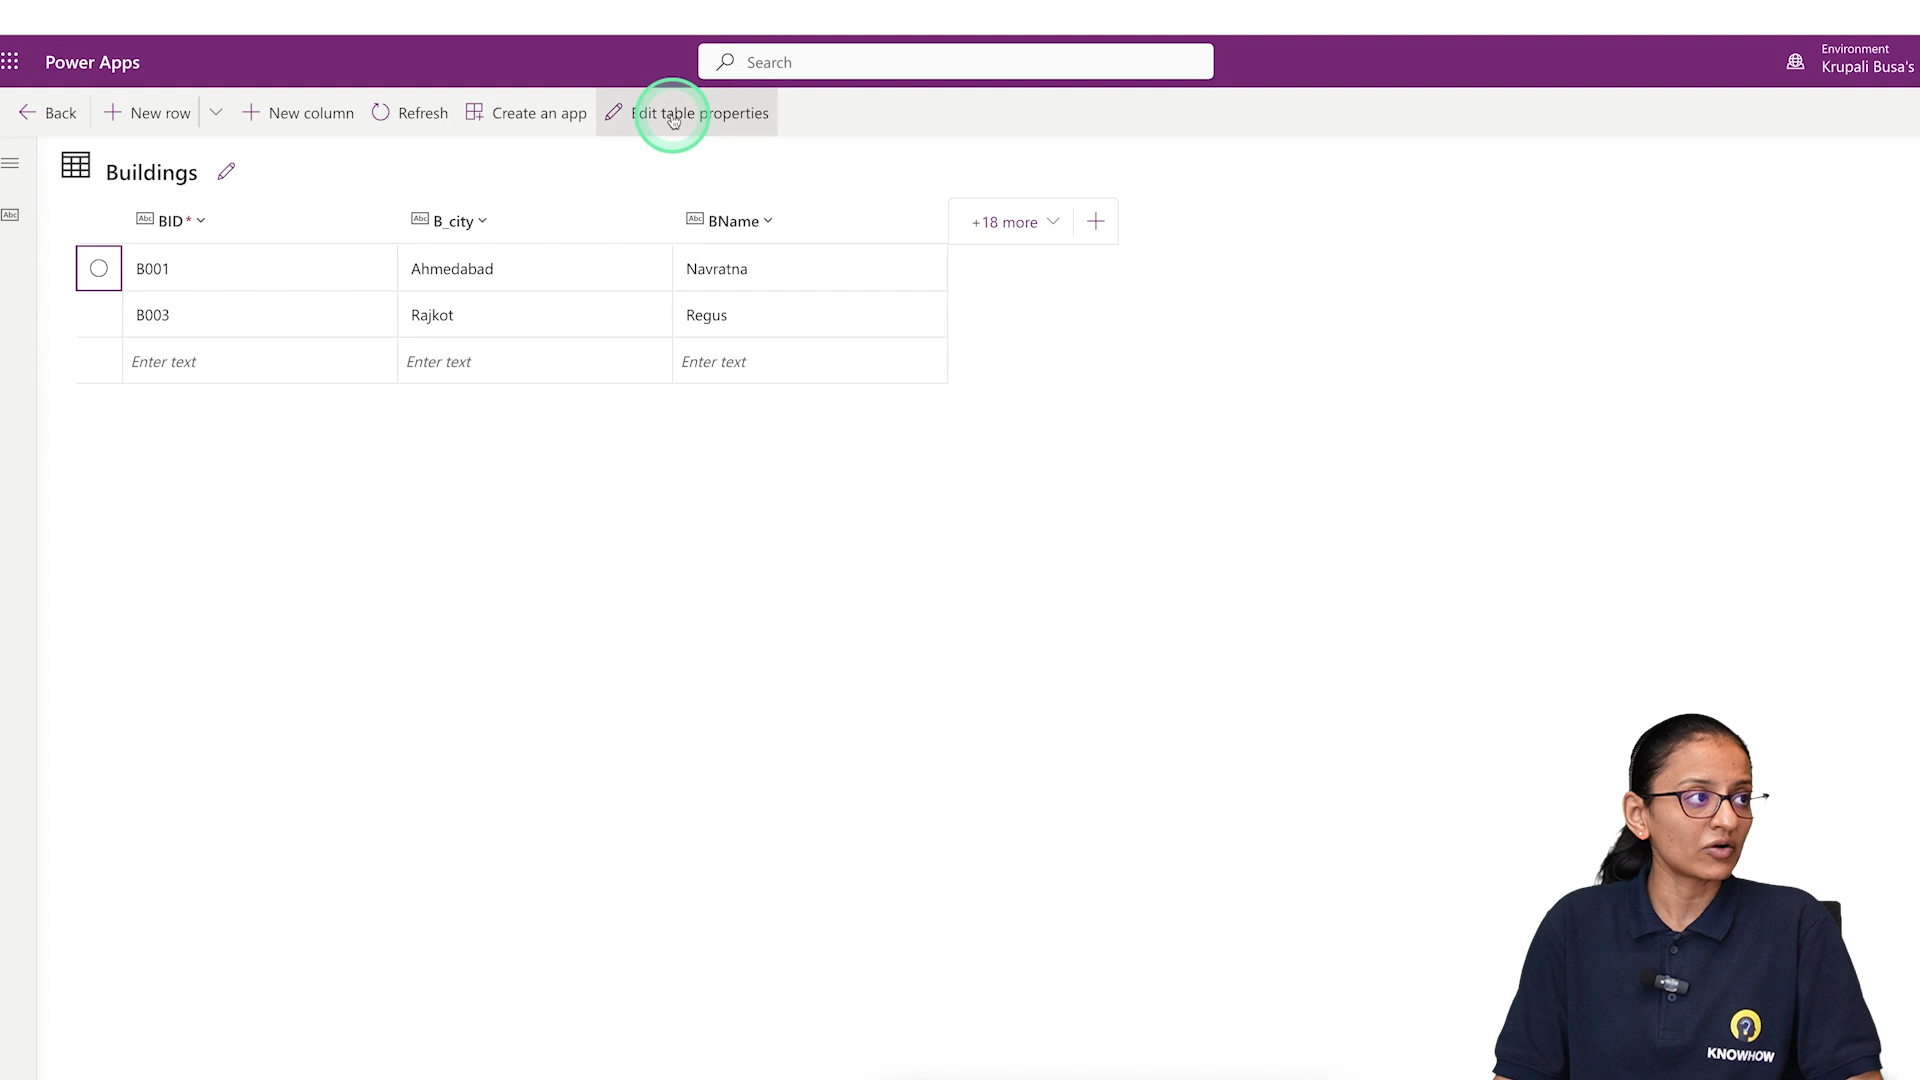 Power Apps
Search
Environment
Krupali Busa's
Back
New row
New column
Refresh
Create an app
Edit table properties
Buildings
Abc
Abc BID *
Abc B_city
Abc BName
+18 more
B001 Ahmedabad Navratna
B003 Rajkot Regus
Enter text Enter text Enter text
KNOWHOW